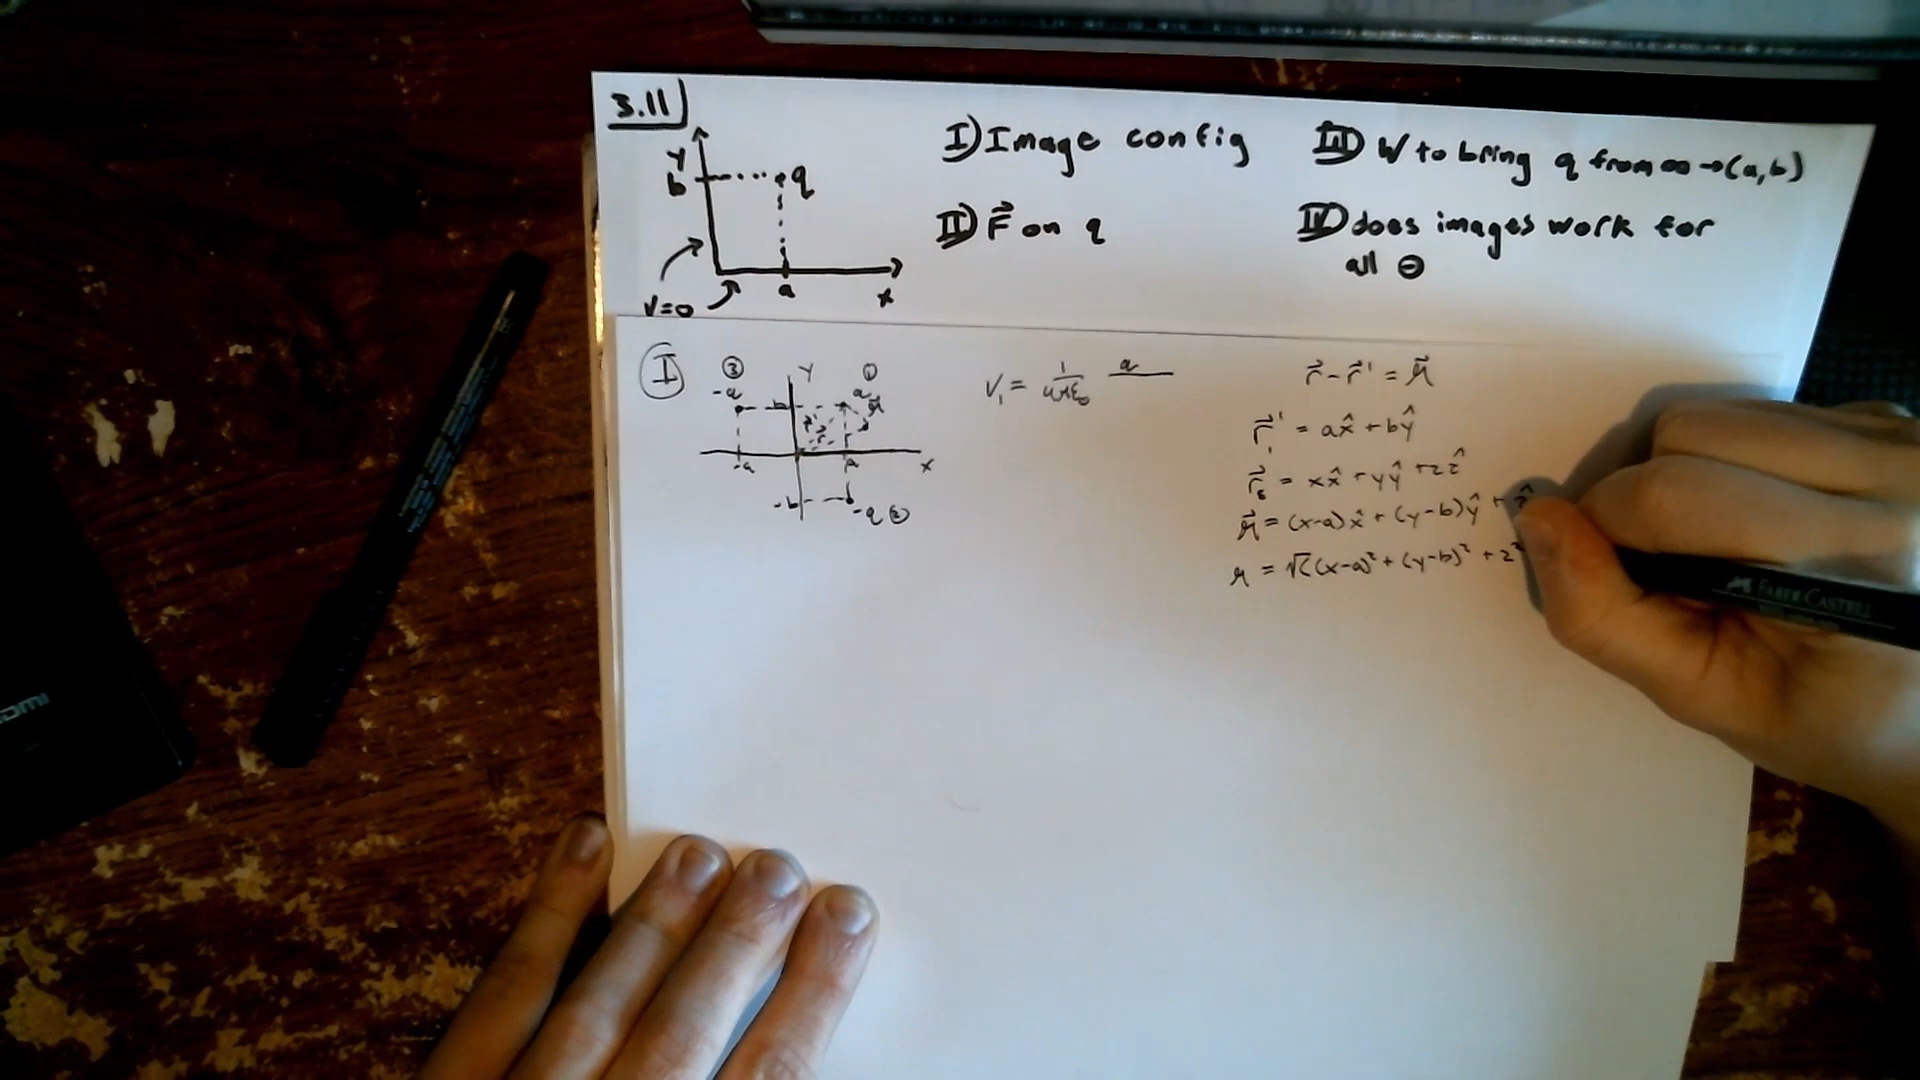 3.11
I) Image config
III) W to bring q from ∞→(a,b)
II) F⃗ on q
IV) does images work for
all ⊖
y
b
q
a
x
V=0
I
③
y
①
-q
b
q
-a
a
x
-b
-q ②
V₁ = 1/4πε₀ q
r⃗ - r⃗' = 𝓇⃗
r⃗' = ax̂ + bŷ
r⃗ = xx̂ + yŷ + zẑ
𝓇⃗ = (x-a)x̂ + (y-b)ŷ +
𝓇 = √((x-a)² + (y-b)² + z²
FABER CASTELL